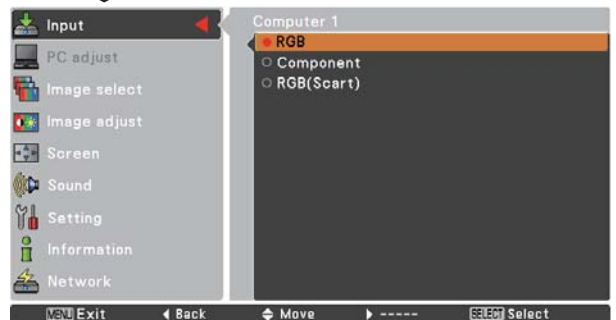 Input
PC adjust
Image select
Image adjust
Screen
Sound
Setting
Information
Network
Computer 1
RGB
Component
RGB(Scart)
MENU Exit Back Move ----- SELECT Select